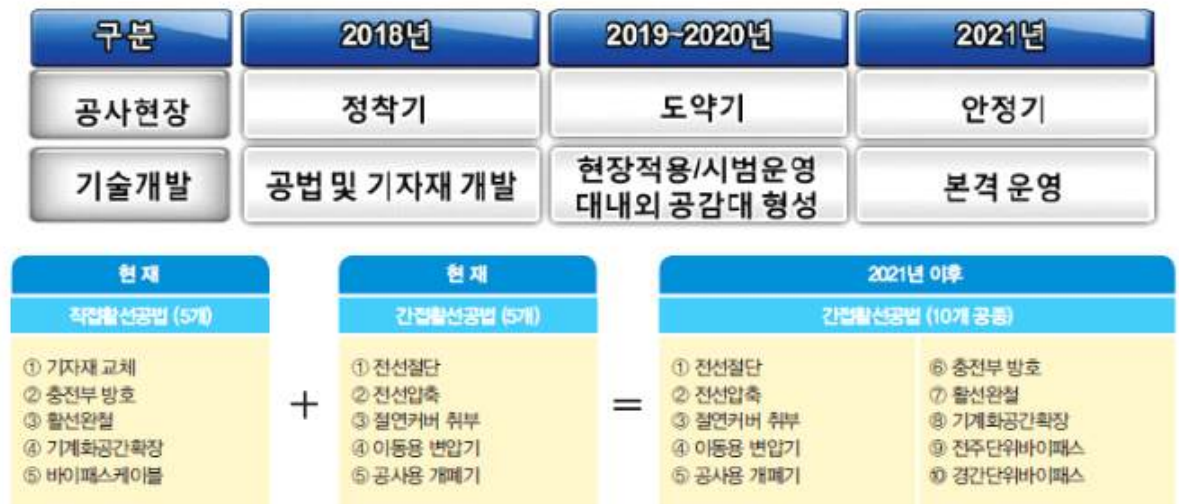 구분 2018년 2019~2020년 2021년
공사현장 정착기 도약기 안정기
기술개발 공법 및 기자재 개발 현장적용/시범운영 본격 운영
대내외 공감대 형성
현 재
직접활선공법 (5개)
① 기자재 교체
② 충전부 방호
③ 활선완철
④ 기계화공간확장
⑤ 바이패스케이블
+
현 재
간접활선공법 (5개)
① 전선절단
② 전선압축
③ 절연커버 취부
④ 이동용 변압기
⑤ 공사용 개폐기
=
2021년 이후
간접활선공법 (10개 공종)
① 전선절단
② 전선압축
③ 절연커버 취부
④ 이동용 변압기
⑤ 공사용 개폐기
⑥ 충전부 방호
⑦ 활선완철
⑧ 기계화공간확장
⑨ 전주단위바이패스
⑩ 경간단위바이패스